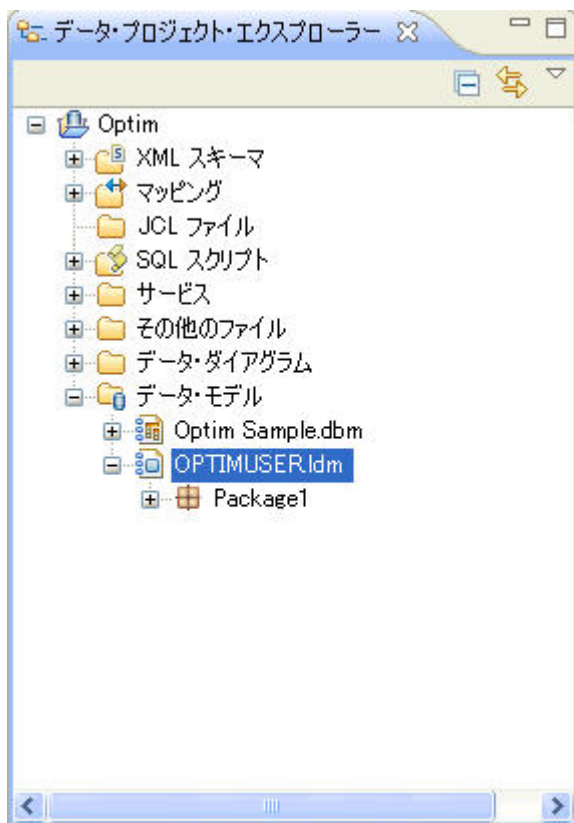 データ・プロジェクト・エクスプローラー
Optim
XML スキーマ
マッピング
JCL ファイル
SQL スクリプト
サービス
その他のファイル
データ・ダイアグラム
データ・モデル
Optim Sample.dbm
OPTIMUSER.ldm
Package1